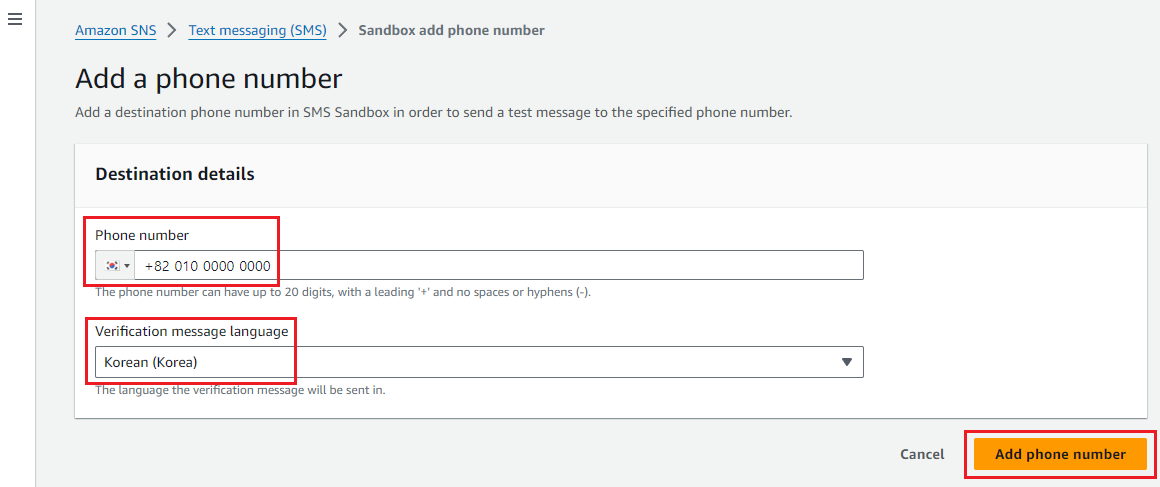 Amazon SNS > Text messaging (SMS) > Sandbox add phone number
Add a phone number
Add a destination phone number in SMS Sandbox in order to send a test message to the specified phone number.
Destination details
Phone number
+82 010 0000 0000
The phone number can have up to 20 digits, with a leading '+' and no spaces or hyphens (-).
Verification message language
Korean (Korea)
The language the verification message will be sent in.
Cancel Add phone number